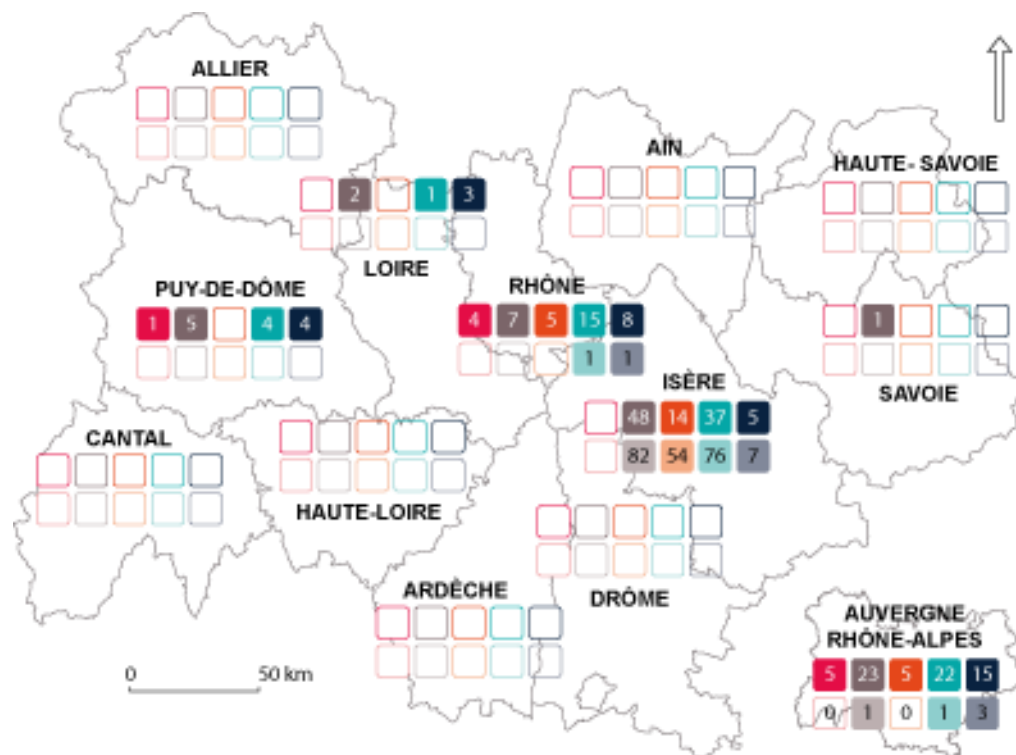 ALLIER
AIN
HAUTE- SAVOIE
2 1 3
LOIRE
PUY-DE-DÔME
1 5 4 4
RHÔNE
4 7 5 15 8
1 1
1
SAVOIE
ISÈRE
48 14 37 5
82 54 76 7
CANTAL
HAUTE-LOIRE
ARDÈCHE
DRÔME
AUVERGNE
RHÔNE-ALPES
5 23 5 22 15
0 1 0 1 3
0 50 km